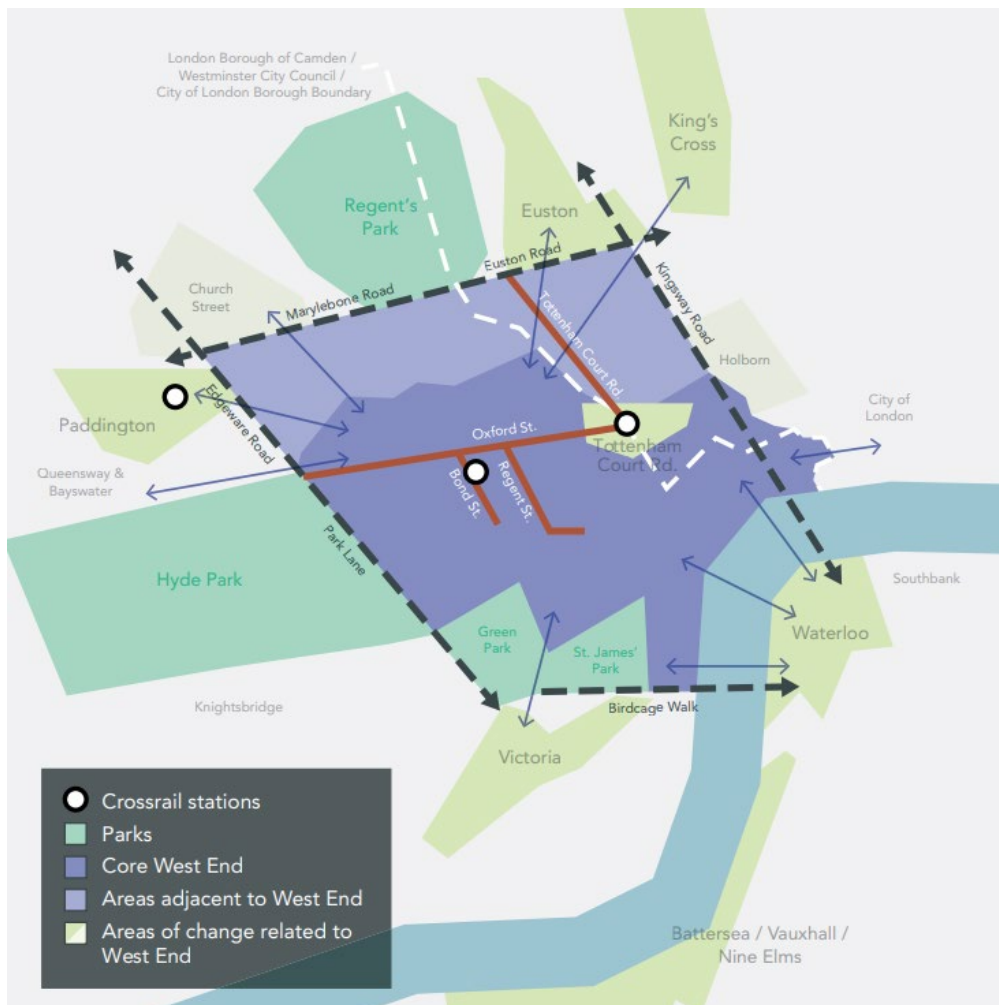 London Borough of Camden /
Westminster City Council /
City of London Borough Boundary
King's
Cross
Regent's
Park
Euston
Euston Road
Church
Street
Marylebone Road
Kingsway Road
Tottenham Court Rd.
Holborn
Paddington
Edgeware Road
City of
London
Oxford St.
Tottenham
Court Rd.
Queensway &
Bayswater
Bond St.
Regent St.
Park Lane
Hyde Park
Southbank
Green
Park
St. James'
Park
Waterloo
Knightsbridge
Birdcage Walk
Victoria
Crossrail stations
Parks
Core West End
Areas adjacent to West End
Areas of change related to
West End
Battersea / Vauxhall /
Nine Elms